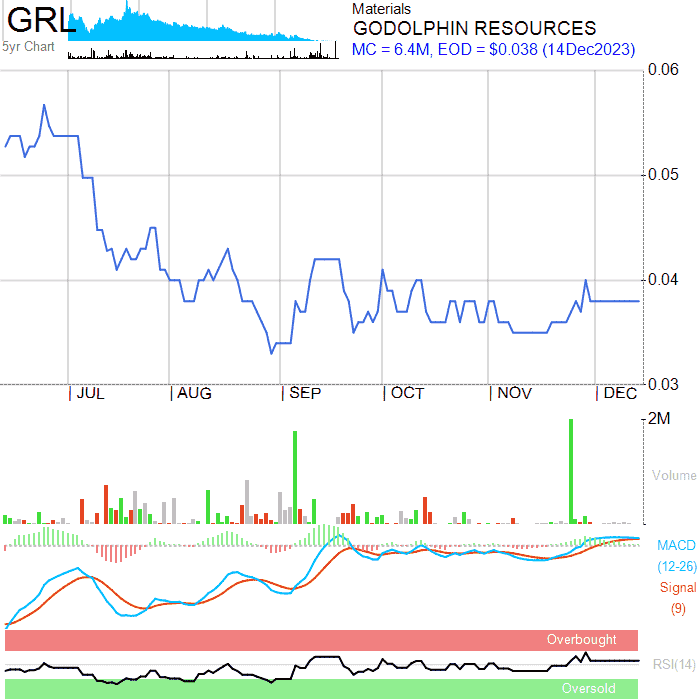 GRL
5yr Chart
Materials
GODOLPHIN RESOURCES
MC = 6.4M, EOD = $0.038 (14Dec2023)
0.06
0.05
0.04
0.03
JUL
AUG
SEP
OCT
NOV
DEC
2M
Volume
MACD
(12-26)
Signal
(9)
Overbought
RSI(14)
Oversold